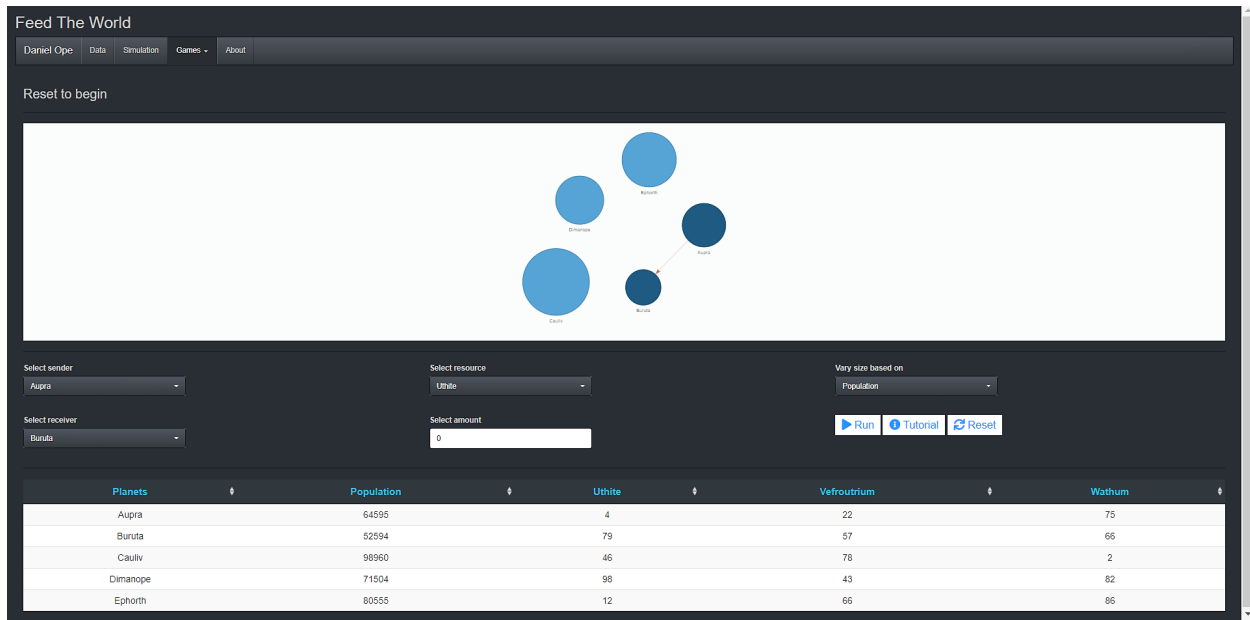 Feed The World
Daniel Ope Data Simulation Games About
Reset to begin
Ephorth
Dimanope
Aupra
Buruta
Cauliv
Select sender Select resource Vary size based on
Aupra Uthite Population
Select receiver Select amount
Buruta 0 Run Tutorial Reset
Planets Population Uthite Vefroutrium Wathum
Aupra 64595 4 22 75
Buruta 52594 79 57 66
Cauliv 98960 46 78 2
Dimanope 71504 98 43 82
Ephorth 80555 12 66 86